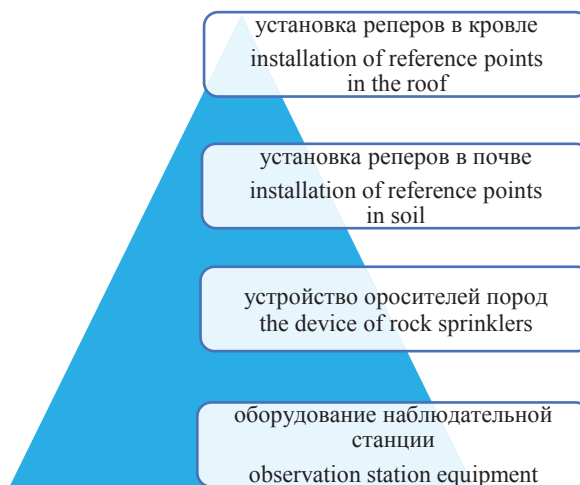 установка реперов в кровле
installation of reference points
in the roof
установка реперов в почве
installation of reference points
in soil
устройство оросителей пород
the device of rock sprinklers
оборудование наблюдательной
станции
observation station equipment